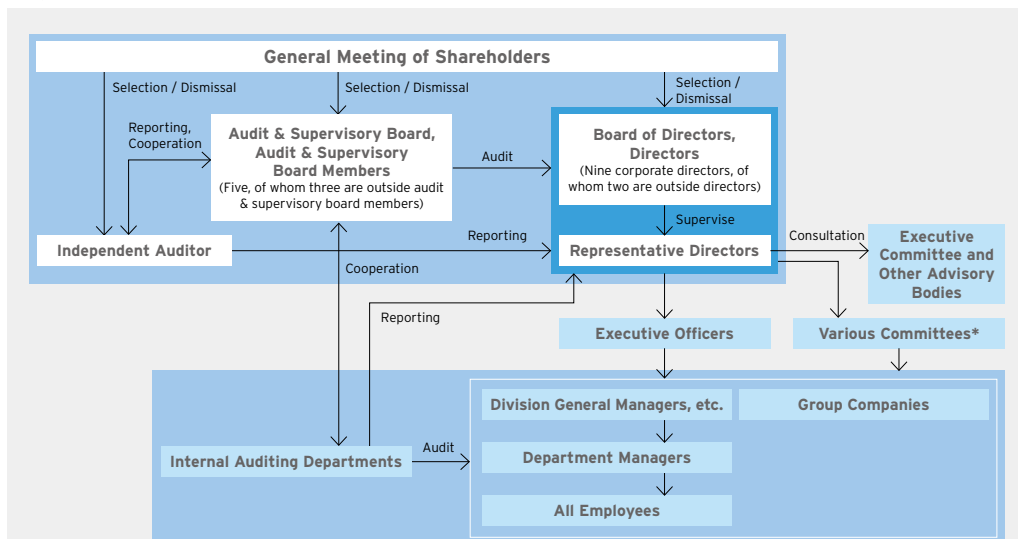 General Meeting of Shareholders
Selection / Dismissal
Selection / Dismissal
Selection /
Dismissal
Reporting,
Cooperation
Audit & Supervisory Board,
Audit & Supervisory
Board Members
(Five, of whom three are outside audit
& supervisory board members)
Audit
Board of Directors,
Directors
(Nine corporate directors, of
whom two are outside directors)
Supervise
Independent Auditor
Reporting
Representative Directors
Consultation
Executive
Committee and
Other Advisory
Bodies
Cooperation
Reporting
Executive Officers
Various Committees*
Division General Managers, etc.
Group Companies
Internal Auditing Departments
Audit
Department Managers
All Employees